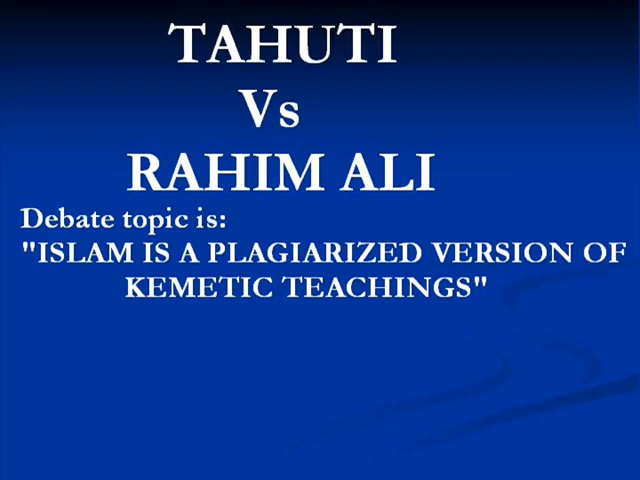 TAHUTI
Vs
RAHIM ALI
Debate topic is:
"ISLAM IS A PLAGIARIZED VERSION OF
KEMETIC TEACHINGS"